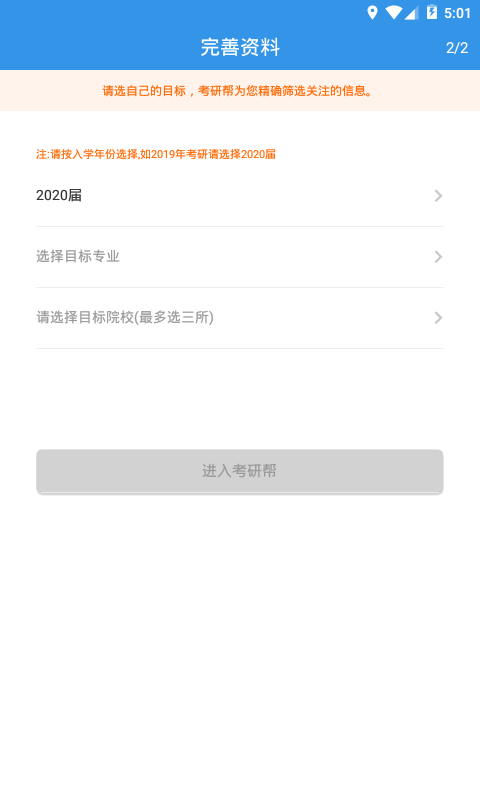 5:01
完善资料
2/2
请选自己的目标，考研帮为您精确筛选关注的信息。
注:请按入学年份选择,如2019年考研请选择2020届
2020届
选择目标专业
请选择目标院校(最多选三所)
进入考研帮